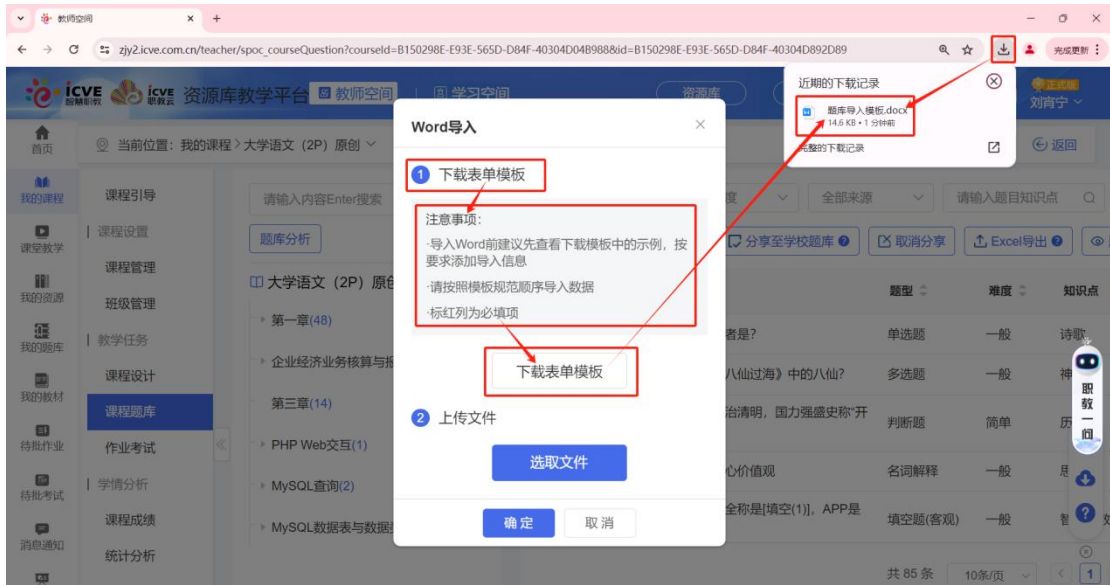 教师空间
zjy2.icve.com.cn/teacher/spoc_courseQuestion?courseId=B150298E-E93E-565D-D84F-40304D04B988&id=B150298E-E93E-565D-D84F-40304D892D89
完成更新
近期的下载记录
题库导入模板.docx
14.6 KB • 1 分钟前
完整的下载记录
icve 智慧职教
icve 职教云
资源库教学平台
教师空间
学习空间
资源库
正式版
刘肖宁
首页
当前位置：我的课程
大学语文（2P）原创
返回
我的课程
课堂教学
我的资源
我的题库
我的教材
待批作业
待批考试
消息通知
课程引导
课程设置
课程管理
班级管理
教学任务
课程设计
课程题库
作业考试
学情分析
课程成绩
统计分析
请输入内容Enter搜索
题库分析
大学语文（2P）原创
第一章(48)
企业经济业务核算与报
第三章(14)
PHP Web交互(1)
MySQL查询(2)
MySQL数据表与数据类
Word导入
1 下载表单模板
注意事项：
·导入Word前建议先查看下载模板中的示例，按
要求添加导入信息
·请按照模板规范顺序导入数据
·标红列为必填项
下载表单模板
2 上传文件
选取文件
确定
取消
度
全部来源
请输入题目知识点
分享至学校题库
取消分享
Excel导出
题型
难度
知识点
者是?
单选题
一般
诗歌
八仙过海》中的八仙?
多选题
一般
神
治清明，国力强盛史称“开
判断题
简单
历
心价值观
名词解释
一般
思
全称是[填空(1)]，APP是
填空题(客观)
一般
智
职教一问
共 85 条
10条/页
1